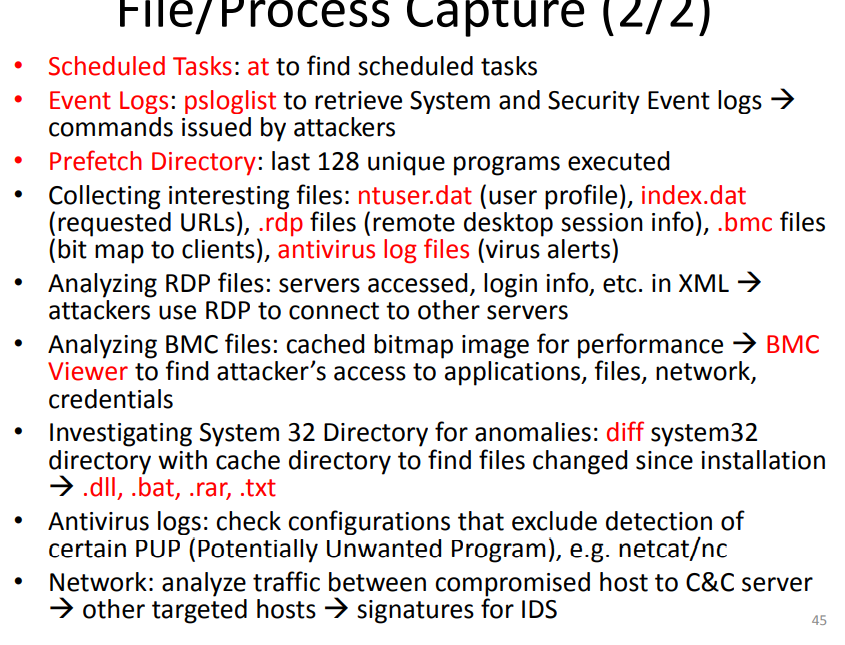 File/Process Capture (2/2)
• Scheduled Tasks: at to find scheduled tasks
• Event Logs: psloglist to retrieve System and Security Event logs →
commands issued by attackers
• Prefetch Directory: last 128 unique programs executed
• Collecting interesting files: ntuser.dat (user profile), index.dat
(requested URLs), .rdp files (remote desktop session info), .bmc files
(bit map to clients), antivirus log files (virus alerts)
• Analyzing RDP files: servers accessed, login info, etc. in XML →
attackers use RDP to connect to other servers
• Analyzing BMC files: cached bitmap image for performance → BMC
Viewer to find attacker’s access to applications, files, network,
credentials
• Investigating System 32 Directory for anomalies: diff system32
directory with cache directory to find files changed since installation
→ .dll, .bat, .rar, .txt
• Antivirus logs: check configurations that exclude detection of
certain PUP (Potentially Unwanted Program), e.g. netcat/nc
• Network: analyze traffic between compromised host to C&C server
→ other targeted hosts → signatures for IDS
45